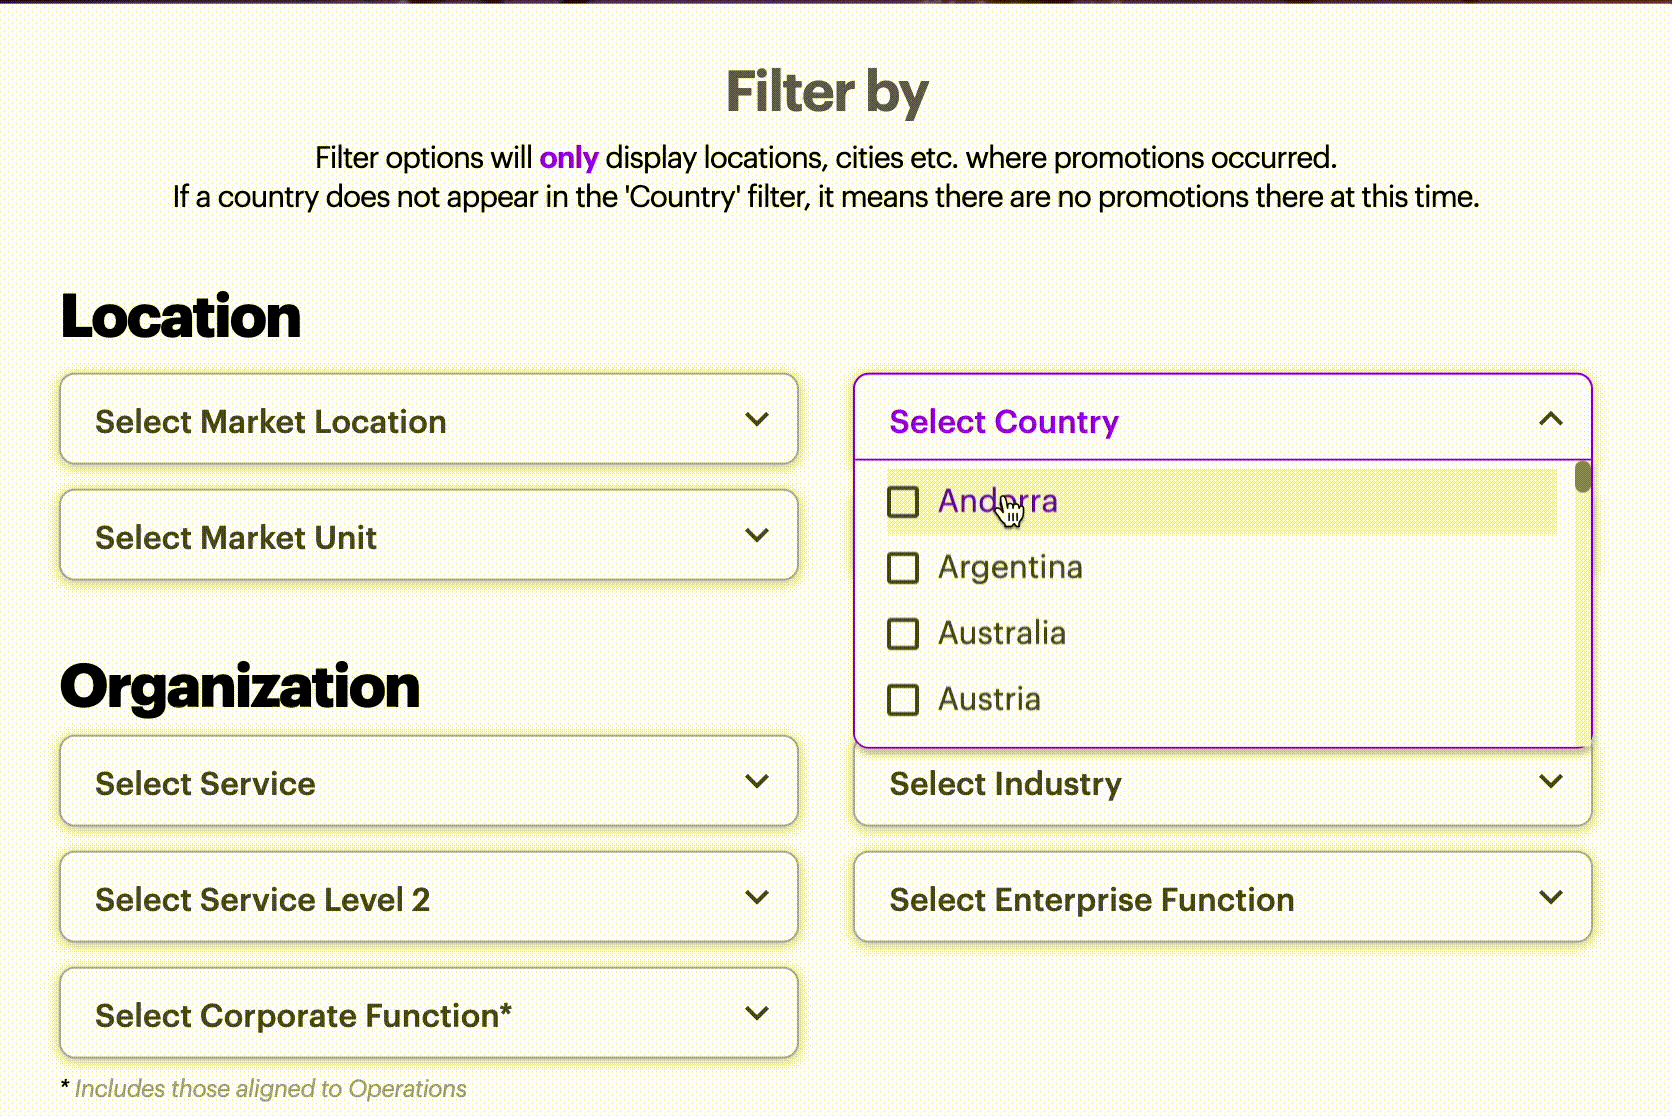 Filter by
Filter options will only display locations, cities etc. where promotions occurred.
If a country does not appear in the 'Country' filter, it means there are no promotions there at this time.
Location
Select Market Location
Select Country
Andorra
Select Market Unit
Argentina
Australia
Austria
Organization
Select Service
Select Industry
Select Service Level 2
Select Enterprise Function
Select Corporate Function*
* Includes those aligned to Operations